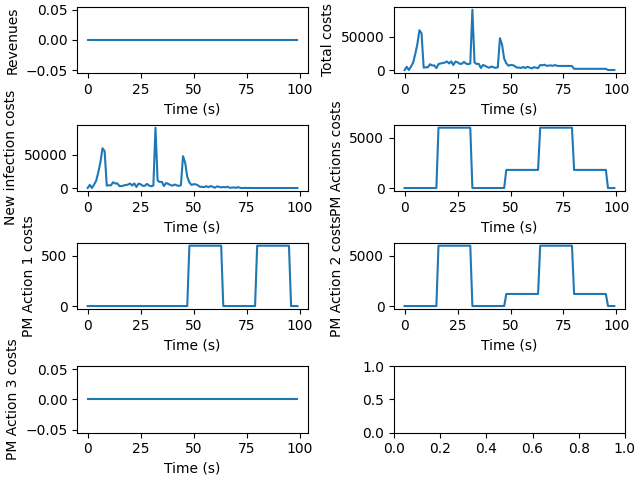 Revenues
0.05
0.00
−0.05
0 25 50 75 100
Time (s)
Total costs
50000
0
0 25 50 75 100
Time (s)
New infection costs
50000
0
0 25 50 75 100
Time (s)
PM Actions costs
5000
0
0 25 50 75 100
Time (s)
PM Action 1 costs
500
0
0 25 50 75 100
Time (s)
PM Action 2 costs
5000
0
0 25 50 75 100
Time (s)
PM Action 3 costs
0.05
0.00
−0.05
0 25 50 75 100
Time (s)
1.0
0.5
0.0
0.0 0.2 0.4 0.6 0.8 1.0